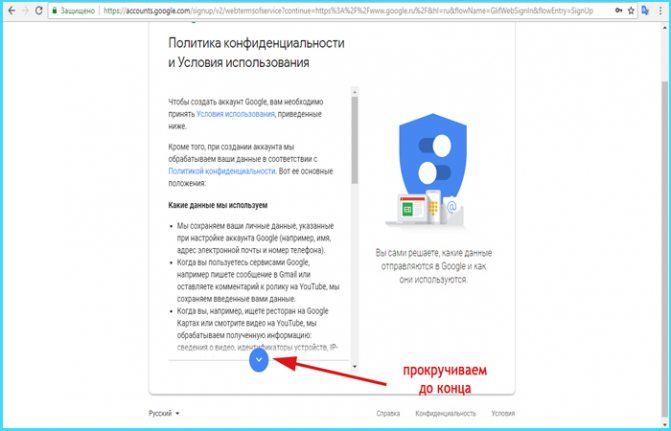 Защищено https://accounts.google.com/signup/v2/webtermsofservice?continue=https%3A%2F%2Fwww.google.ru%2F&hl=ru&flowName=GlifWebSignIn&flowEntry=SignUp
Политика конфиденциальности
и Условия использования
Чтобы создать аккаунт Google, вам необходимо
принять Условия использования, приведенные
ниже.
Кроме того, при создании аккаунта мы
обрабатываем ваши данные в соответствии с
Политикой конфиденциальности. Вот ее основные
положения:
Какие данные мы используем
• Мы сохраняем ваши личные данные, указанные
при настройке аккаунта Google (например, имя,
адрес электронной почты и номер телефона).
• Когда вы пользуетесь сервисами Google,
например пишете сообщение в Gmail или
оставляете комментарий к ролику на YouTube, мы
сохраняем введенные вами данные.
• Когда вы, например, ищете ресторан на Google
Картах или смотрите видео на YouTube, мы
обрабатываем полученную информацию:
сведения о видео, идентификаторы устройств, IP-
Вы сами решаете, какие данные
отправляются в Google и как
они используются.
прокручиваем
до конца
Русский
Справка Конфиденциальность Условия